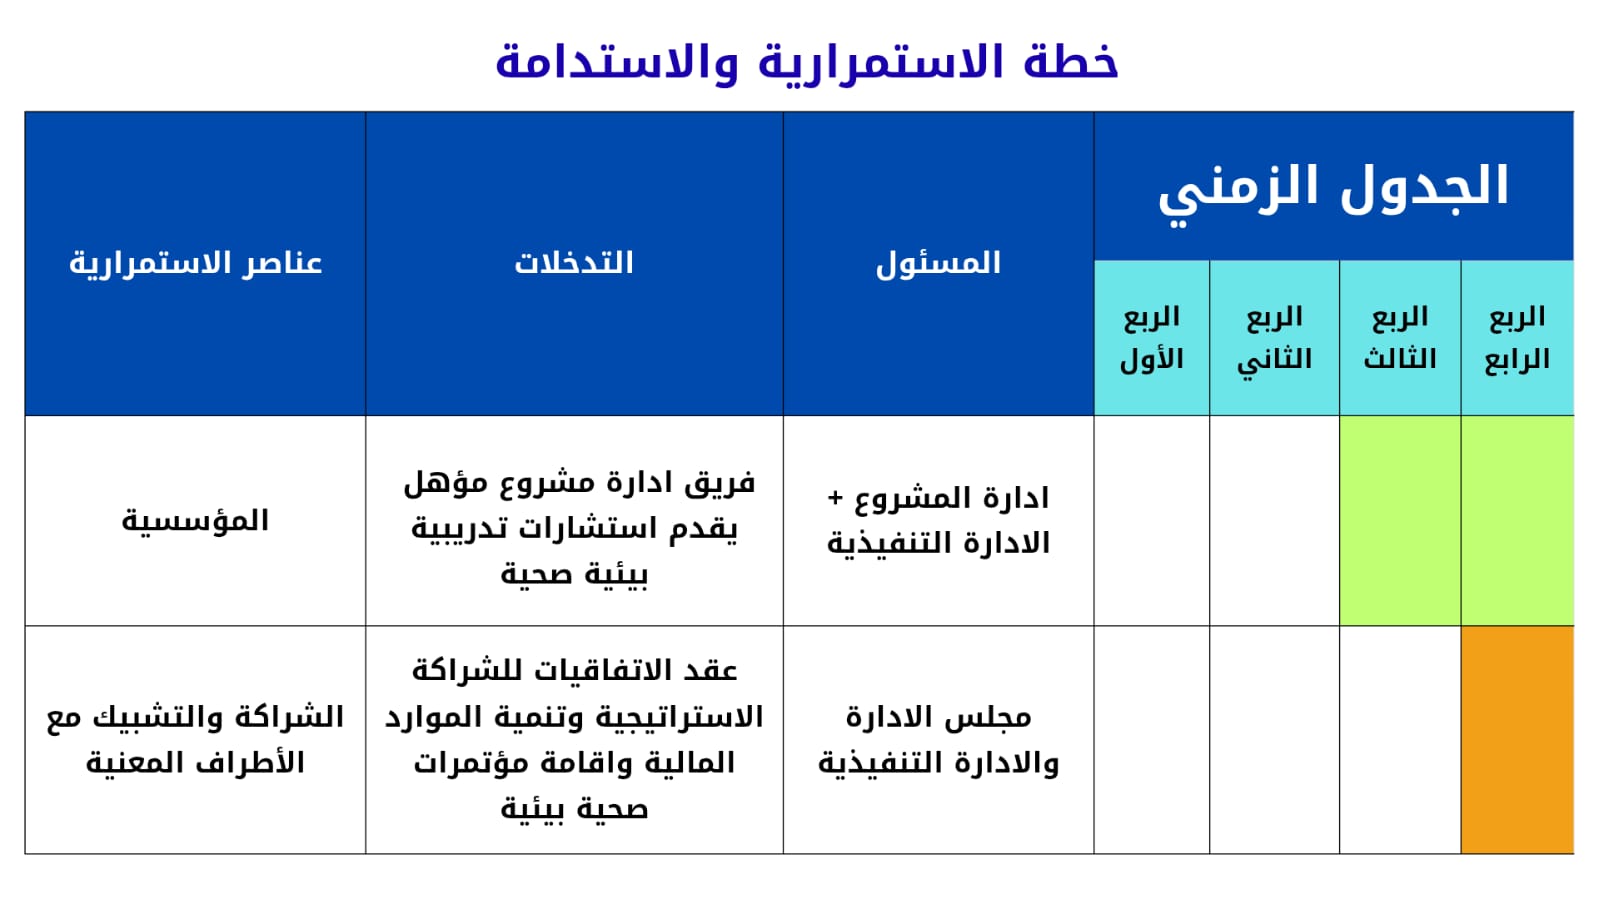 خطة الاستمرارية والاستدامة
عناصر الاستمرارية
التدخلات
المسئول
الجدول الزمني
الربع
الأول
الربع
الثاني
الربع
الثالث
الربع
الرابع
المؤسسية
فريق ادارة مشروع مؤهل
يقدم استشارات تدريبية
بيئية صحية
ادارة المشروع +
الادارة التنفيذية
الشراكة والتشبيك مع
الأطراف المعنية
عقد الاتفاقيات للشراكة
الاستراتيجية وتنمية الموارد
المالية واقامة مؤتمرات
صحية بيئية
مجلس الادارة
والادارة التنفيذية